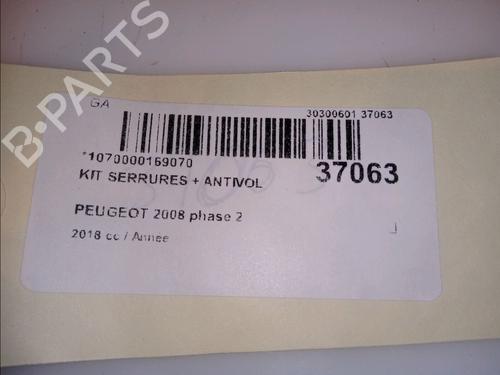 B-PARTS
GA
30300601 37063
*1070000169070
37063
KIT SERRURES + ANTIVOL
PEUGEOT 2008 phase 2
2018 cc / Annee